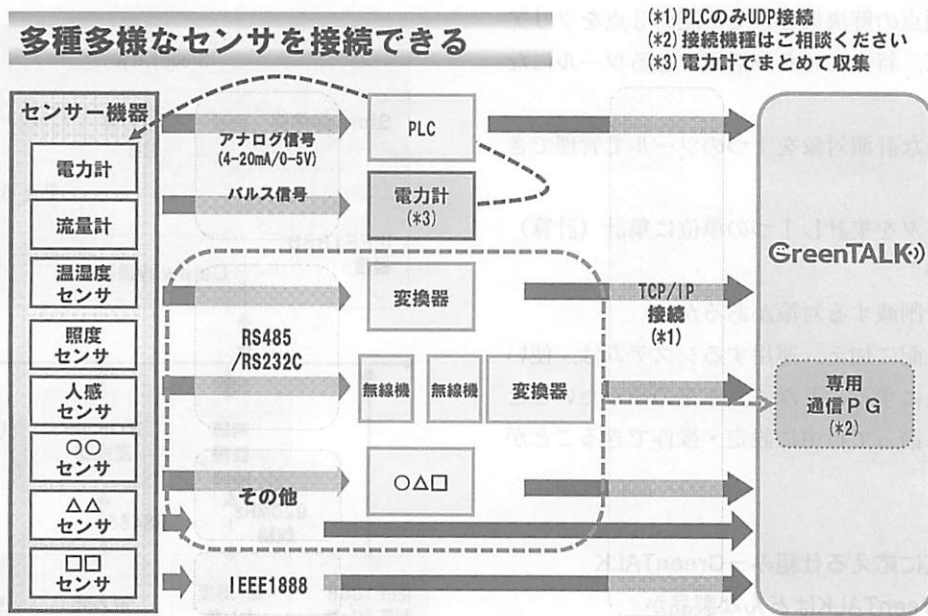 多種多様なセンサを接続できる
(*1)PLCのみUDP接続
(*2)接続機種はご相談ください
(*3)電力計でまとめて収集
センサー機器
電力計
流量計
温湿度
センサ
照度
センサ
人感
センサ
○○
センサ
△△
センサ
□□
センサ
アナログ信号
(4-20mA/0-5V)
パルス信号
RS485
/RS232C
その他
IEEE1888
PLC
電力計
(*3)
変換器
無線機
無線機
変換器
○△□
TCP/IP
接続
(*1)
GreenTALK
専用
通信PG
(*2)